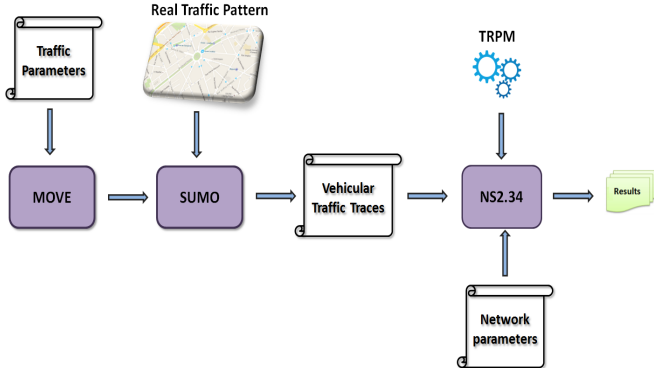 Real Traffic Pattern
Traffic
Parameters
TRPM
MOVE
SUMO
Vehicular
Traffic Traces
NS2.34
Results
Network
parameters